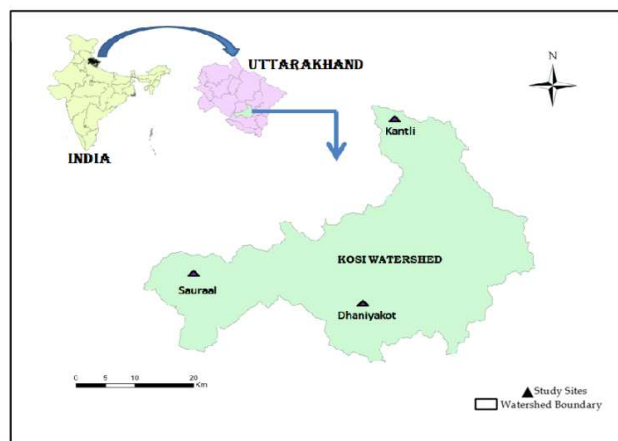 UTTARAKHAND
INDIA
N
Kantli
KOSI WATERSHED
Sauraal
Dhaniyakot
0 5 10 20
Km
Study Sites
Watershed Boundary